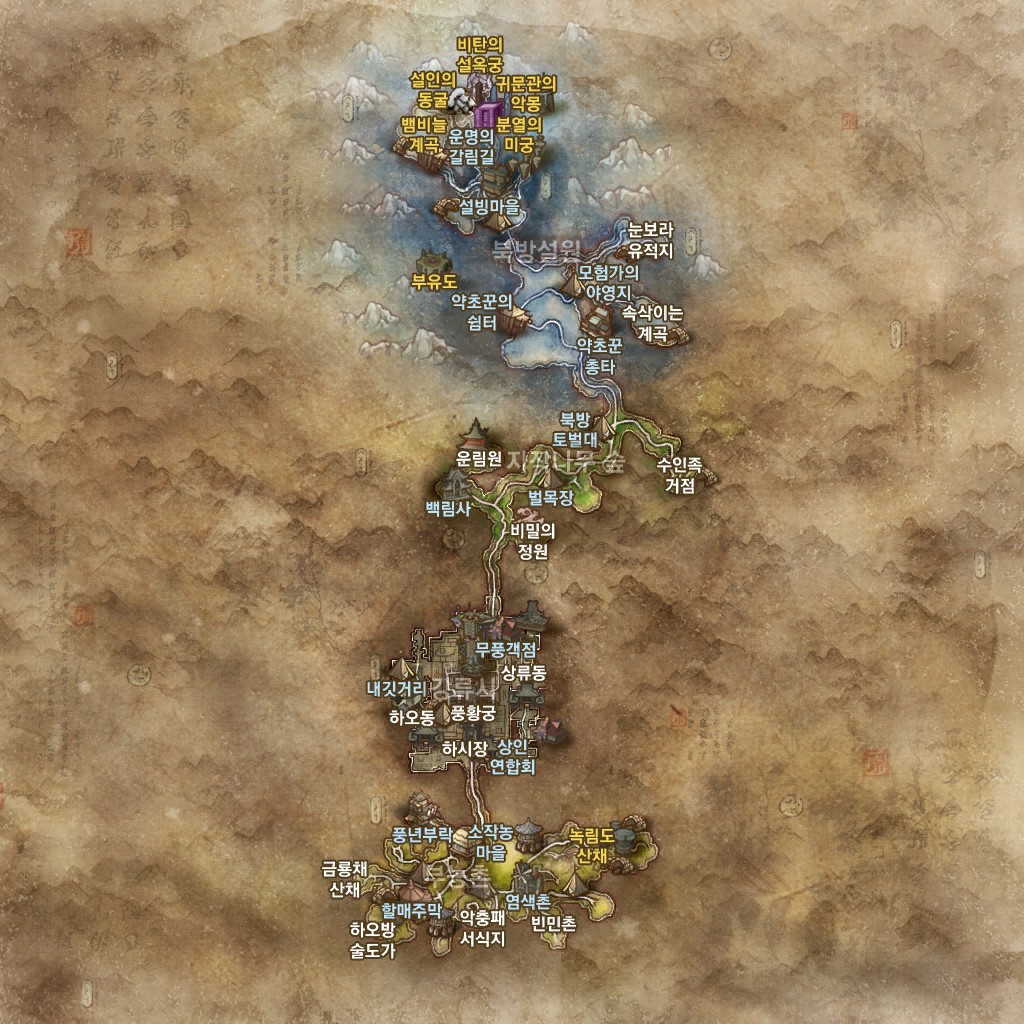 비탄의
설옥궁
설인의
동굴
귀문관의
악몽
뱀비늘
계곡
운명의
갈림길
분열의
미궁
설빙마을
북방설원
눈보라
유적지
부유도
모험가의
야영지
약초꾼의
쉼터
속삭이는
계곡
약초꾼
총타
북방
토벌대
운림원
자작나무 숲
수인족
거점
백림사
벌목장
비밀의
정원
무풍객점
상류동
내깃거리
강류시
하오동
풍황궁
하시장
상인
연합회
풍년부락
소작농
마을
녹림도
산채
금룡채
산채
할매주막
염색촌
악충패
서식지
빈민촌
하오방
술도가